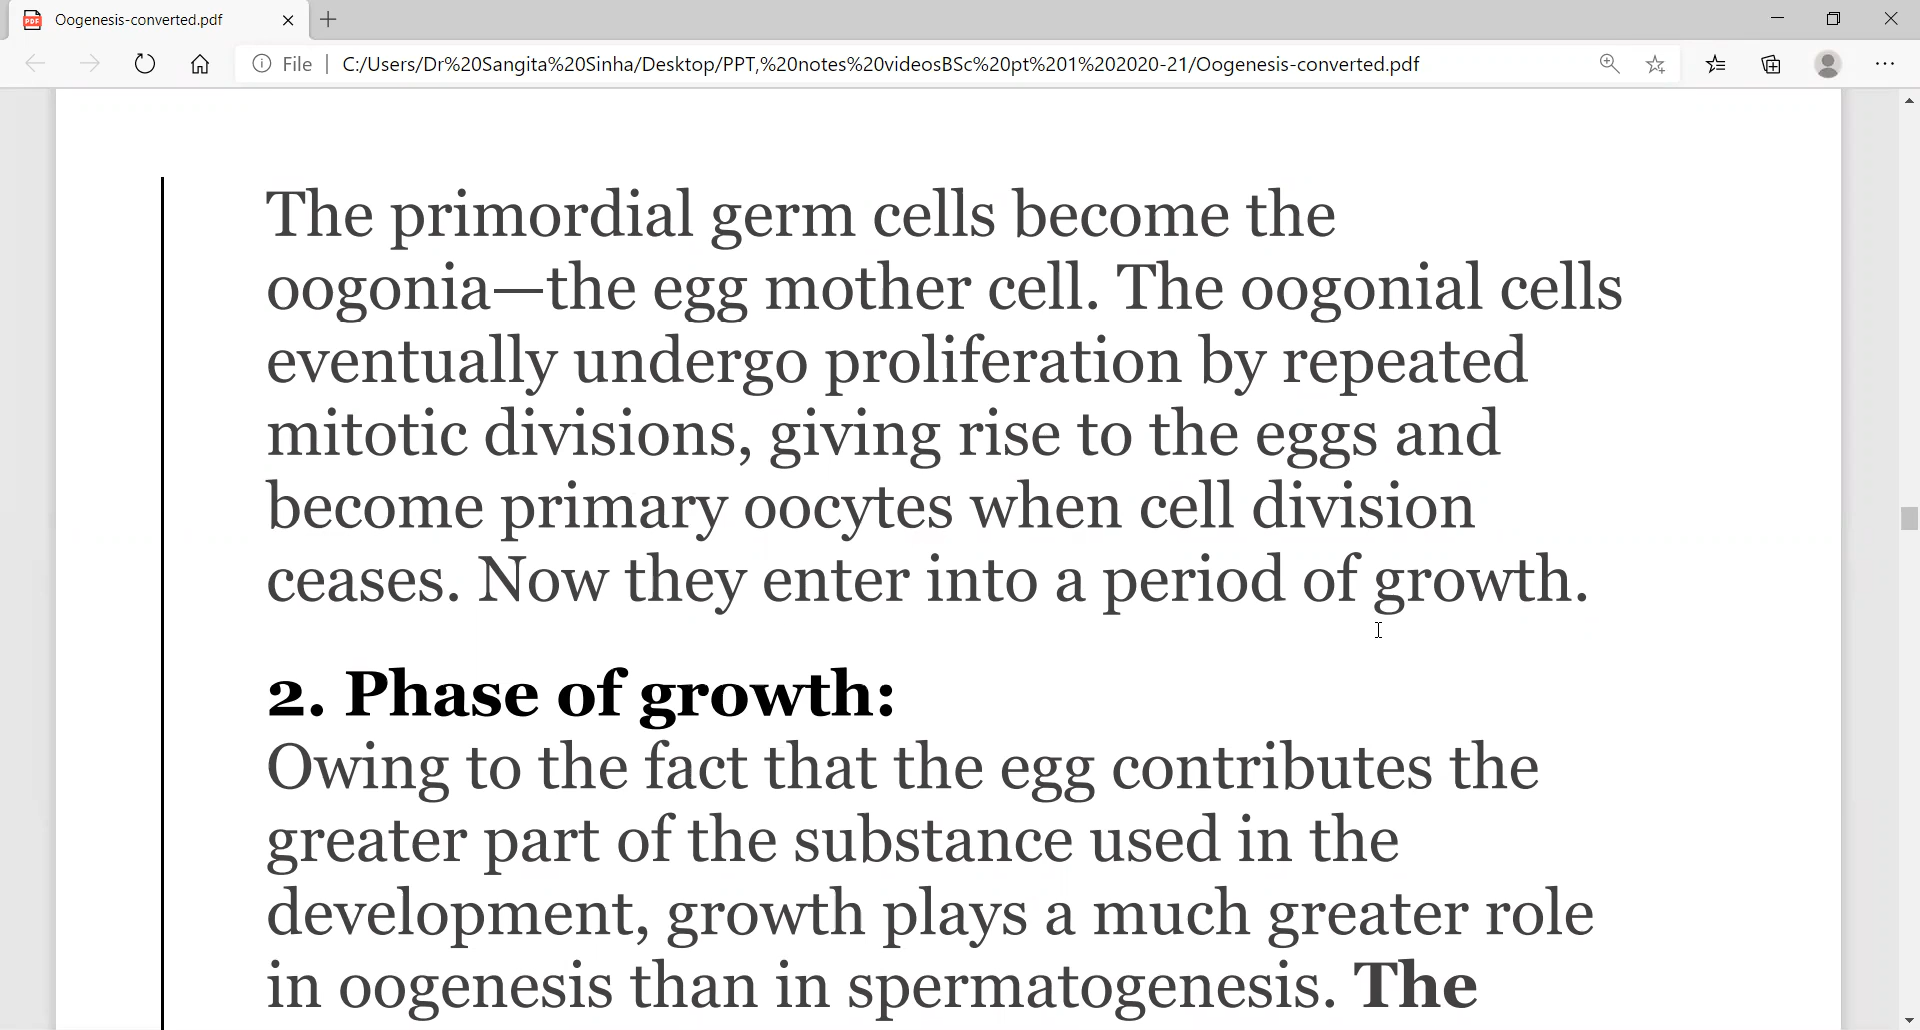 Oogenesis-converted.pdf
File
C:/Users/Dr%20Sangita%20Sinha/Desktop/PPT,%20notes%20videosBSc%20pt%201%202020-21/Oogenesis-converted.pdf
The primordial germ cells become the
oogonia—the egg mother cell. The oogonial cells
eventually undergo proliferation by repeated
mitotic divisions, giving rise to the eggs and
become primary oocytes when cell division
ceases. Now they enter into a period of growth.
2. Phase of growth:
Owing to the fact that the egg contributes the
greater part of the substance used in the
development, growth plays a much greater role
in oogenesis than in spermatogenesis. The